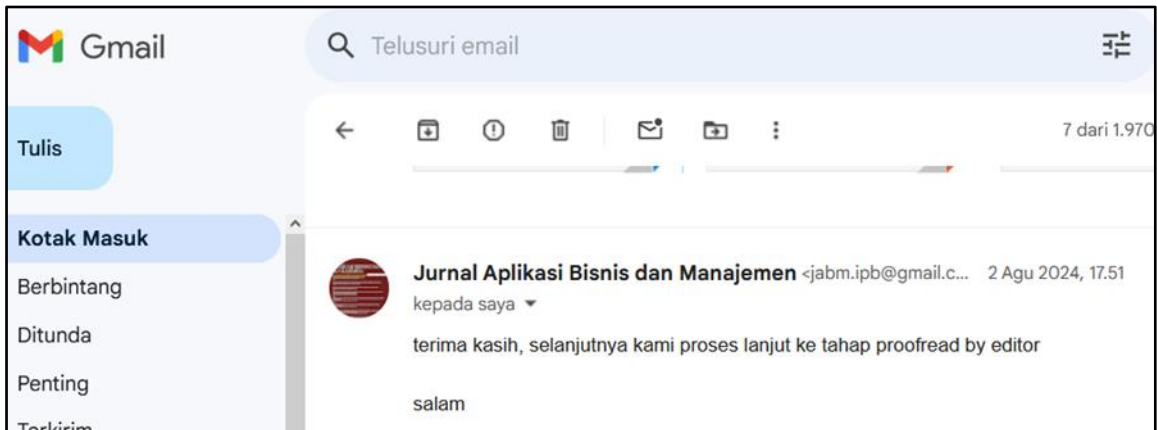 Gmail
Telusuri email
Tulis
7 dari 1.970
Kotak Masuk
Berbintang
Ditunda
Penting
Terkirim
Jurnal Aplikasi Bisnis dan Manajemen <jabm.ipb@gmail.c... 2 Agu 2024, 17.51
kepada saya
terima kasih, selanjutnya kami proses lanjut ke tahap proofread by editor
salam